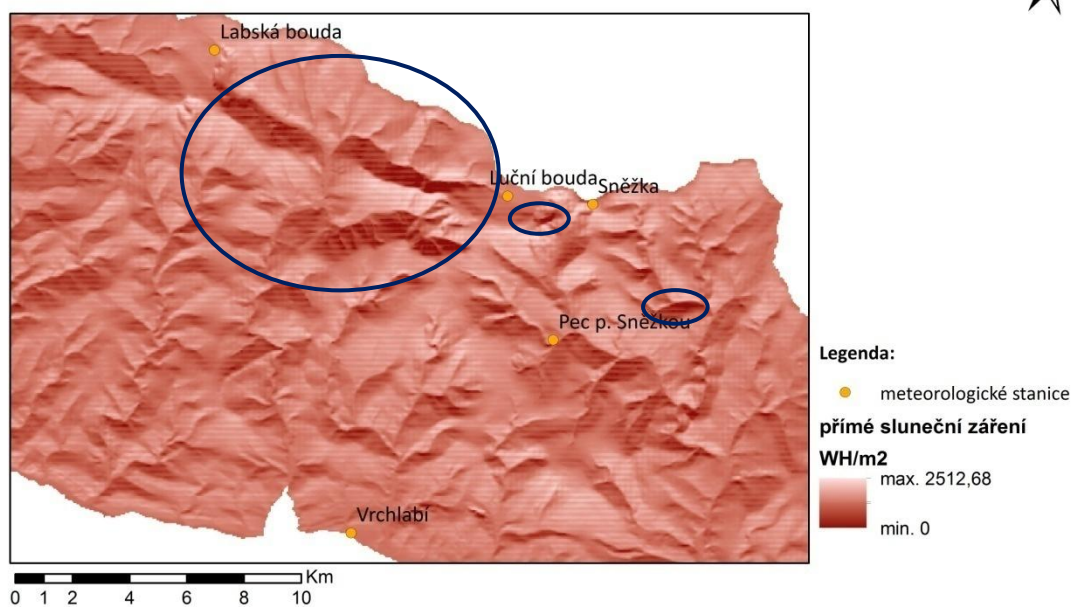 Labská bouda
Luční bouda
Sněžka
Pec p. Sněžkou
Vrchlabí
Legenda:
meteorologické stanice
přímé sluneční záření
WH/m2
max. 2512,68
min. 0
Km
0 1 2 4 6 8 10